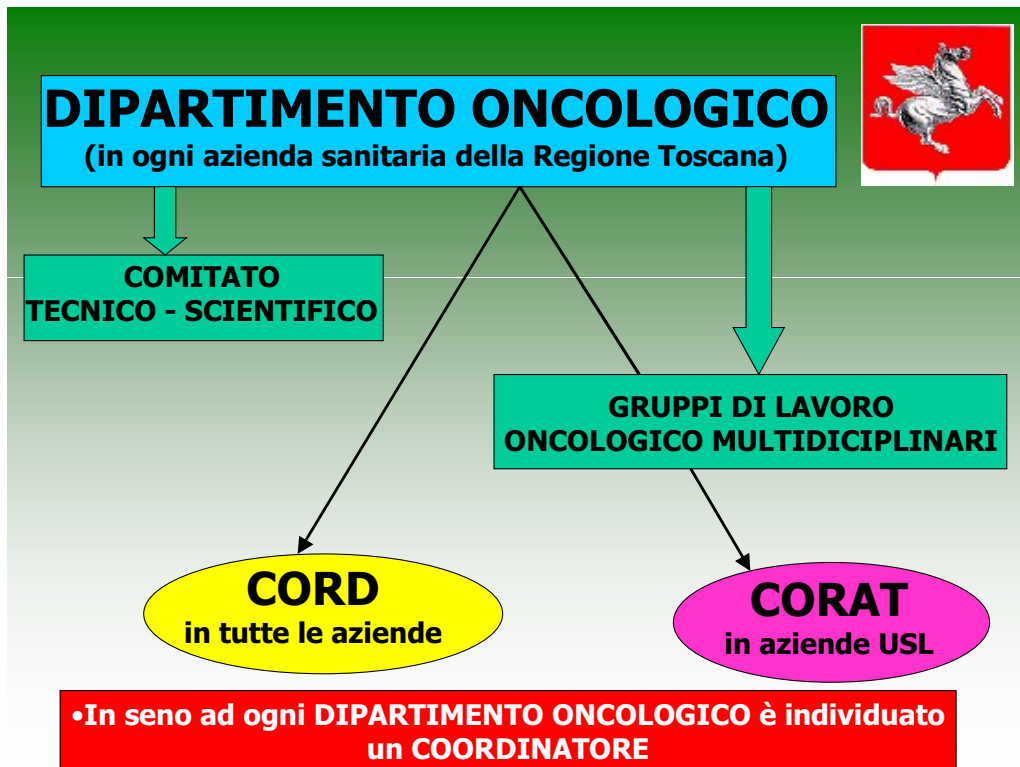 DIPARTIMENTO ONCOLOGICO
(in ogni azienda sanitaria della Regione Toscana)
COMITATO
TECNICO - SCIENTIFICO
GRUPPI DI LAVORO
ONCOLOGICO MULTIDICIPLINARI
CORD
in tutte le aziende
CORAT
in aziende USL
•In seno ad ogni DIPARTIMENTO ONCOLOGICO è individuato
un COORDINATORE